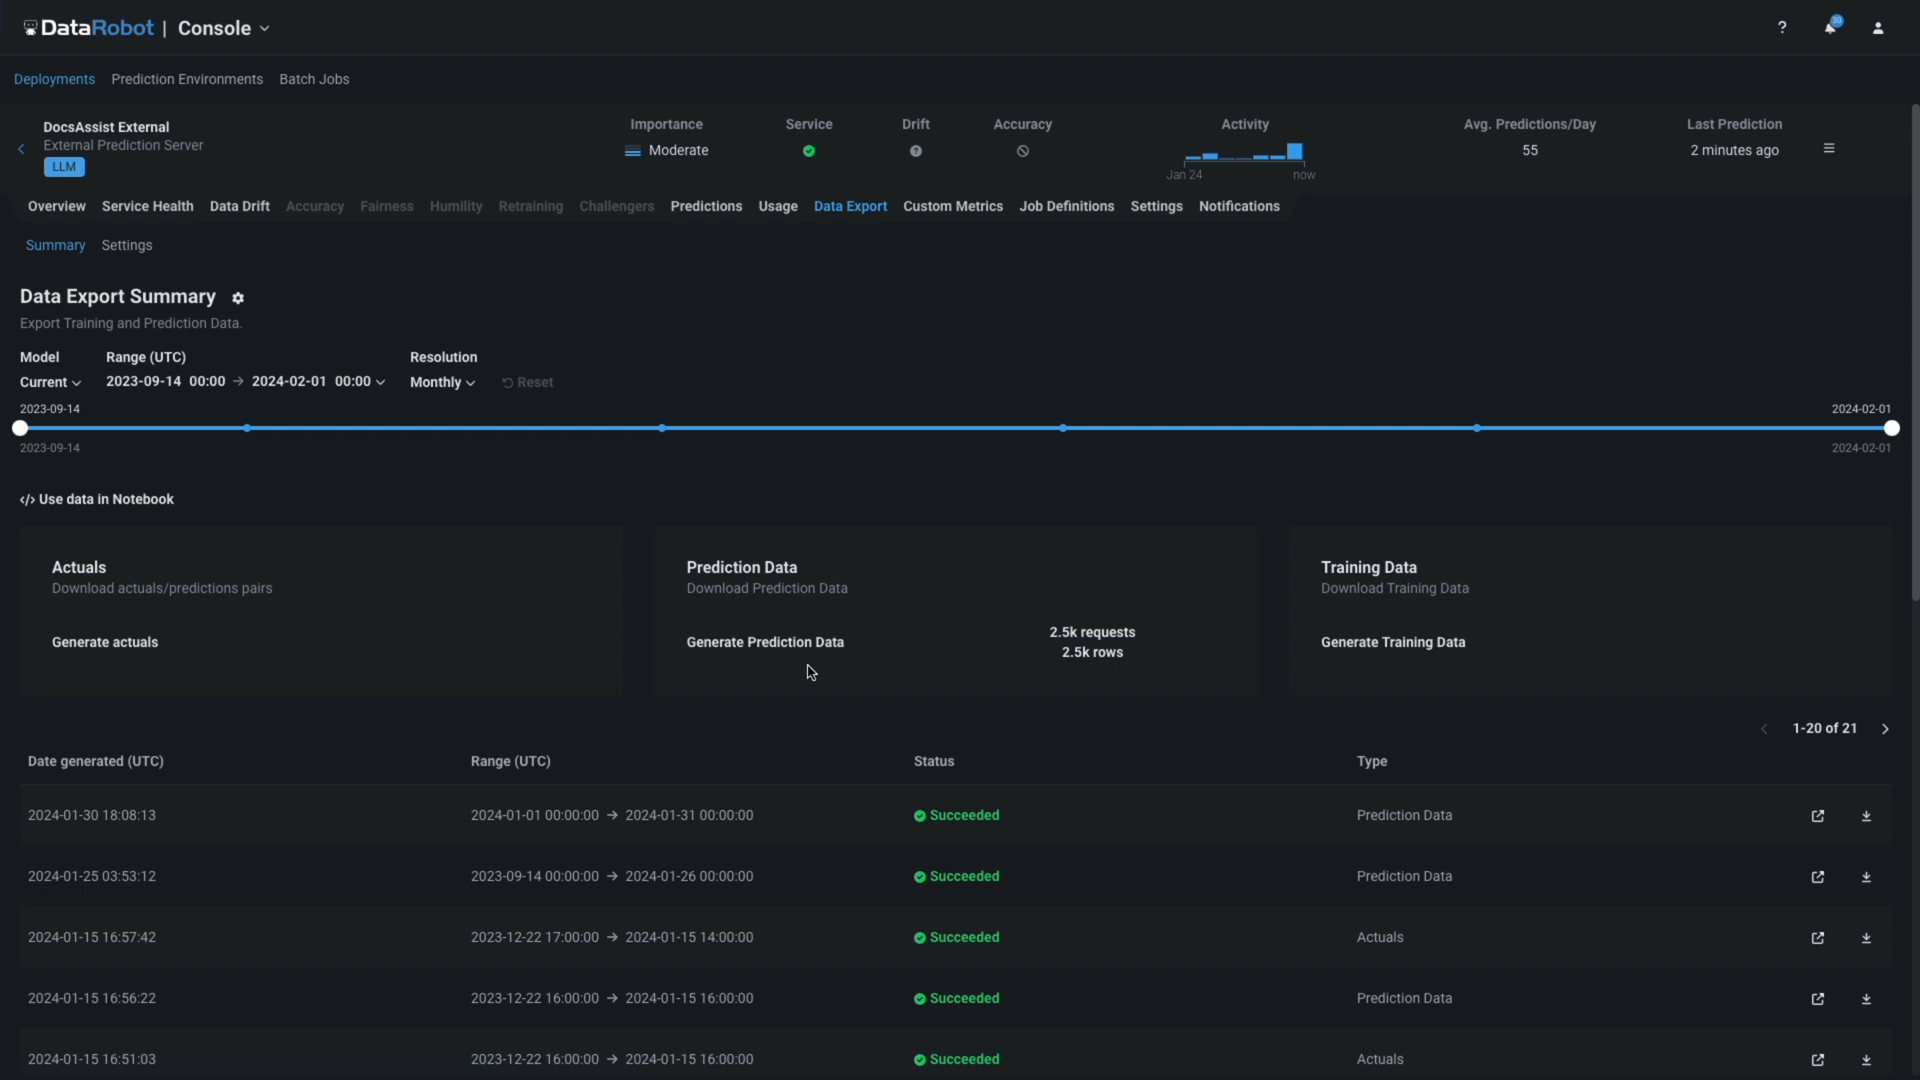 DataRobot | Console
?
30
Deployments Prediction Environments Batch Jobs
DocsAssist External
External Prediction Server
LLM
Importance Service Drift Accuracy Activity Avg. Predictions/Day Last Prediction
Moderate 55 2 minutes ago
Jan 24 now
Overview Service Health Data Drift Accuracy Fairness Humility Retraining Challengers Predictions Usage Data Export Custom Metrics Job Definitions Settings Notifications
Summary Settings
Data Export Summary
Export Training and Prediction Data.
Model Range (UTC) Resolution
Current 2023-09-14 00:00 → 2024-02-01 00:00 Monthly Reset
2023-09-14 2024-02-01
2023-09-14 2024-02-01
</> Use data in Notebook
Actuals
Download actuals/predictions pairs
Generate actuals
Prediction Data
Download Prediction Data
Generate Prediction Data
2.5k requests
2.5k rows
Training Data
Download Training Data
Generate Training Data
1-20 of 21
Date generated (UTC) Range (UTC) Status Type
2024-01-30 18:08:13 2024-01-01 00:00:00 → 2024-01-31 00:00:00 Succeeded Prediction Data
2024-01-25 03:53:12 2023-09-14 00:00:00 → 2024-01-26 00:00:00 Succeeded Prediction Data
2024-01-15 16:57:42 2023-12-22 17:00:00 → 2024-01-15 14:00:00 Succeeded Actuals
2024-01-15 16:56:22 2023-12-22 16:00:00 → 2024-01-15 16:00:00 Succeeded Prediction Data
2024-01-15 16:51:03 2023-12-22 16:00:00 → 2024-01-15 16:00:00 Succeeded Actuals